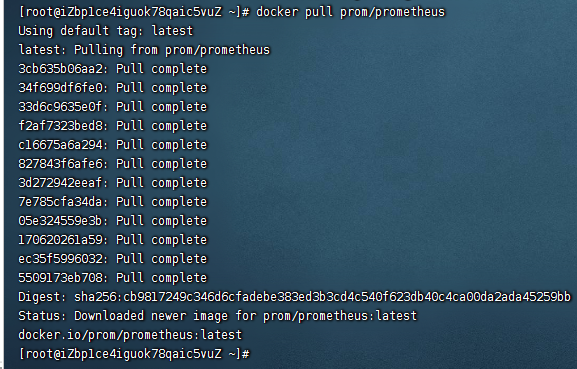 [root@iZbp1ce4iguok78qaic5vuZ ~]# docker pull prom/prometheus
Using default tag: latest
latest: Pulling from prom/prometheus
3cb635b06aa2: Pull complete
34f699df6fe0: Pull complete
33d6c9635e0f: Pull complete
f2af7323bed8: Pull complete
c16675a6a294: Pull complete
827843f6afe6: Pull complete
3d272942eeaf: Pull complete
7e785cfa34da: Pull complete
05e324559e3b: Pull complete
170620261a59: Pull complete
ec35f5996032: Pull complete
5509173eb708: Pull complete
Digest: sha256:cb9817249c346d6cfadebe383ed3b3cd4c540f623db40c4ca00da2ada45259bb
Status: Downloaded newer image for prom/prometheus:latest
docker.io/prom/prometheus:latest
[root@iZbp1ce4iguok78qaic5vuZ ~]#